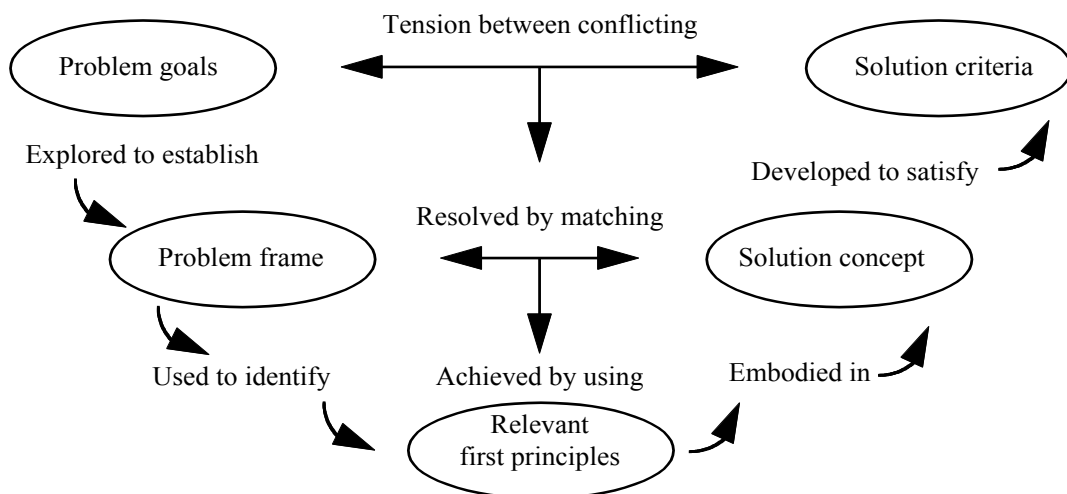 Tension between conflicting
Problem goals
Solution criteria
Explored to establish
Developed to satisfy
Resolved by matching
Problem frame
Solution concept
Used to identify
Achieved by using
Embodied in
Relevant
first principles